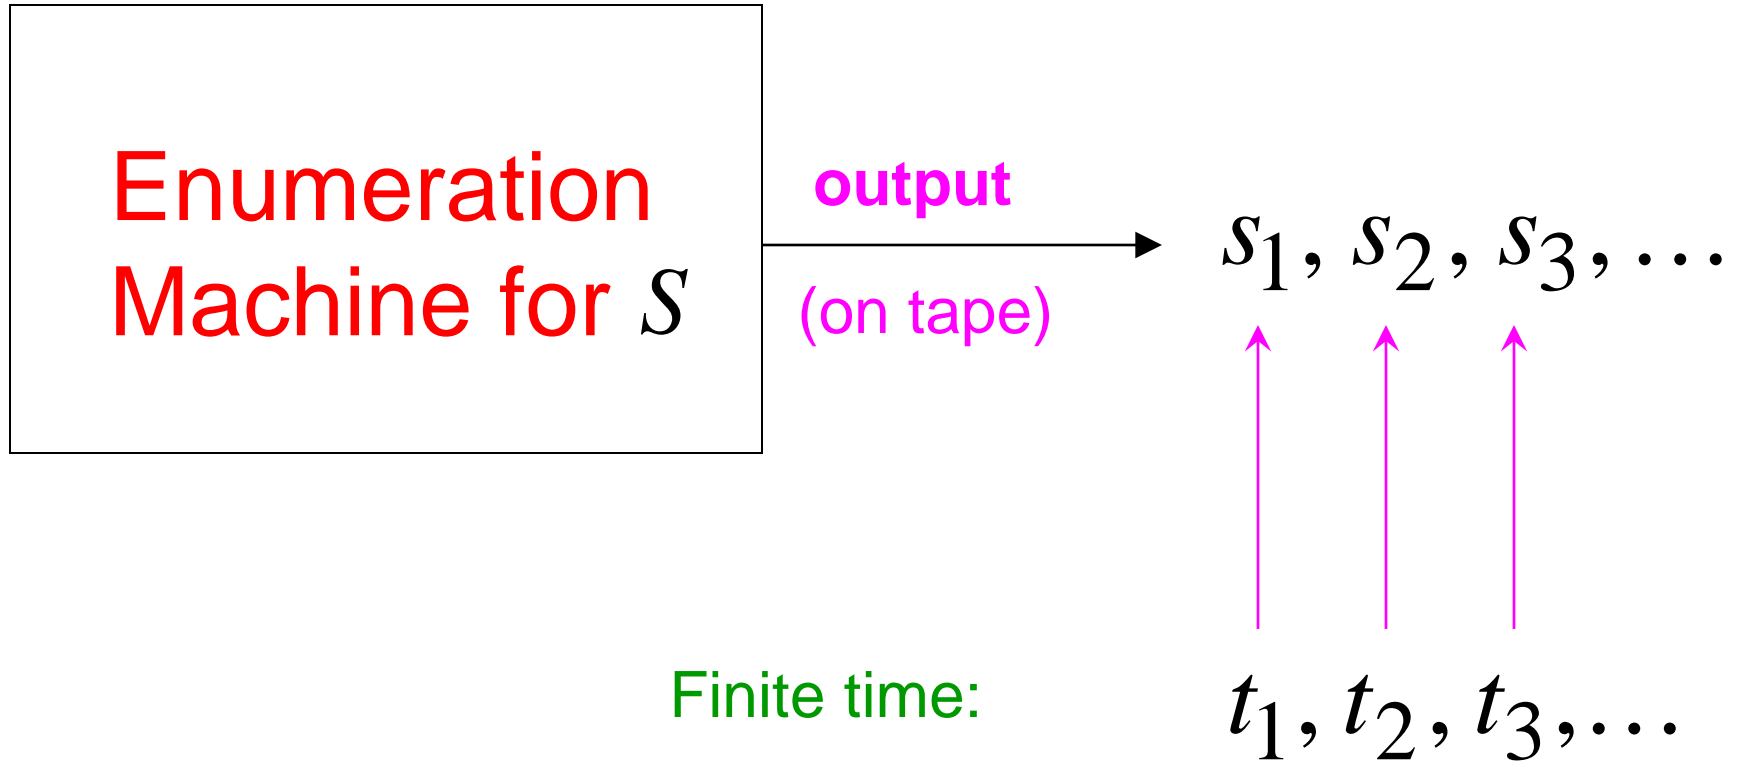 Enumeration
Machine for S
output
(on tape)
s₁, s₂, s₃, …
Finite time:
t₁, t₂, t₃,…